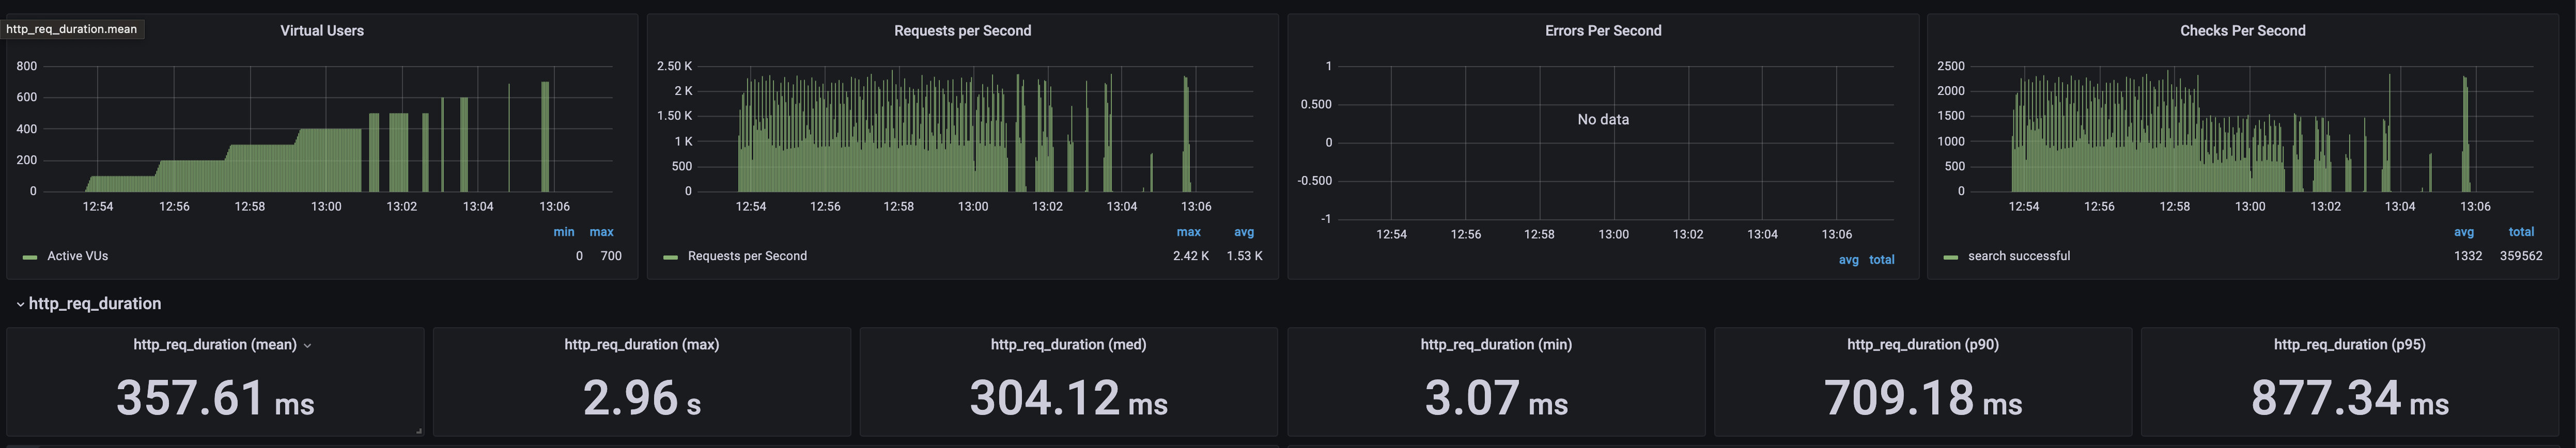 http_req_duration.mean
Virtual Users
800
600
400
200
0
12:54 12:56 12:58 13:00 13:02 13:04 13:06
min max
Active VUs 0 700
Requests per Second
2.50 K
2 K
1.50 K
1 K
500
0
12:54 12:56 12:58 13:00 13:02 13:04 13:06
max avg
Requests per Second 2.42 K 1.53 K
Errors Per Second
1
0.500
0
-0.500
-1
No data
12:54 12:56 12:58 13:00 13:02 13:04 13:06
avg total
Checks Per Second
2500
2000
1500
1000
500
0
12:54 12:56 12:58 13:00 13:02 13:04 13:06
avg total
search successful 1332 359562
http_req_duration
http_req_duration (mean)
357.61 ms
http_req_duration (max)
2.96 s
http_req_duration (med)
304.12 ms
http_req_duration (min)
3.07 ms
http_req_duration (p90)
709.18 ms
http_req_duration (p95)
877.34 ms